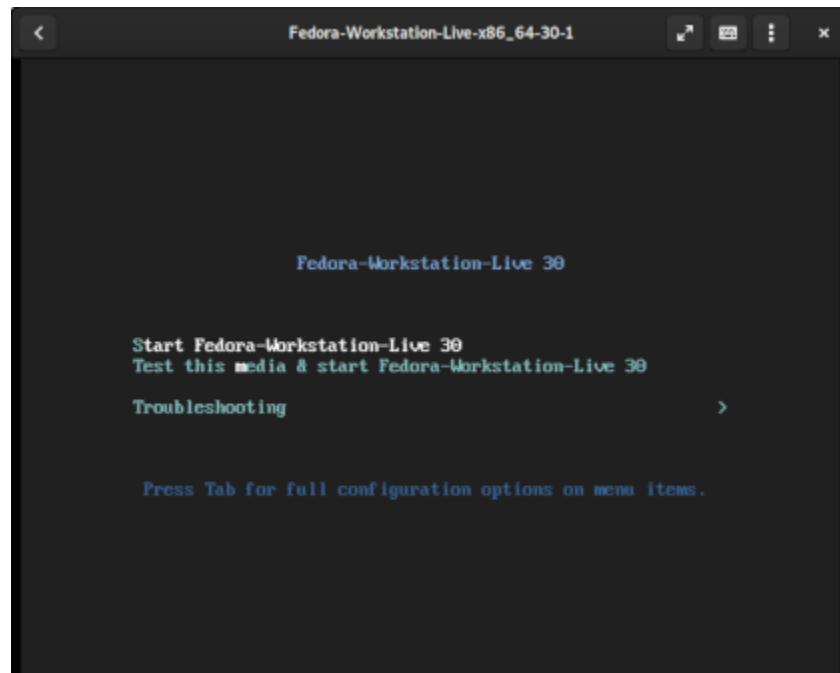 Fedora-Workstation-Live-x86_64-30-1
Fedora-Workstation-Live 30
Start Fedora-Workstation-Live 30
Test this media & start Fedora-Workstation-Live 30
Troubleshooting >
Press Tab for full configuration options on menu items.